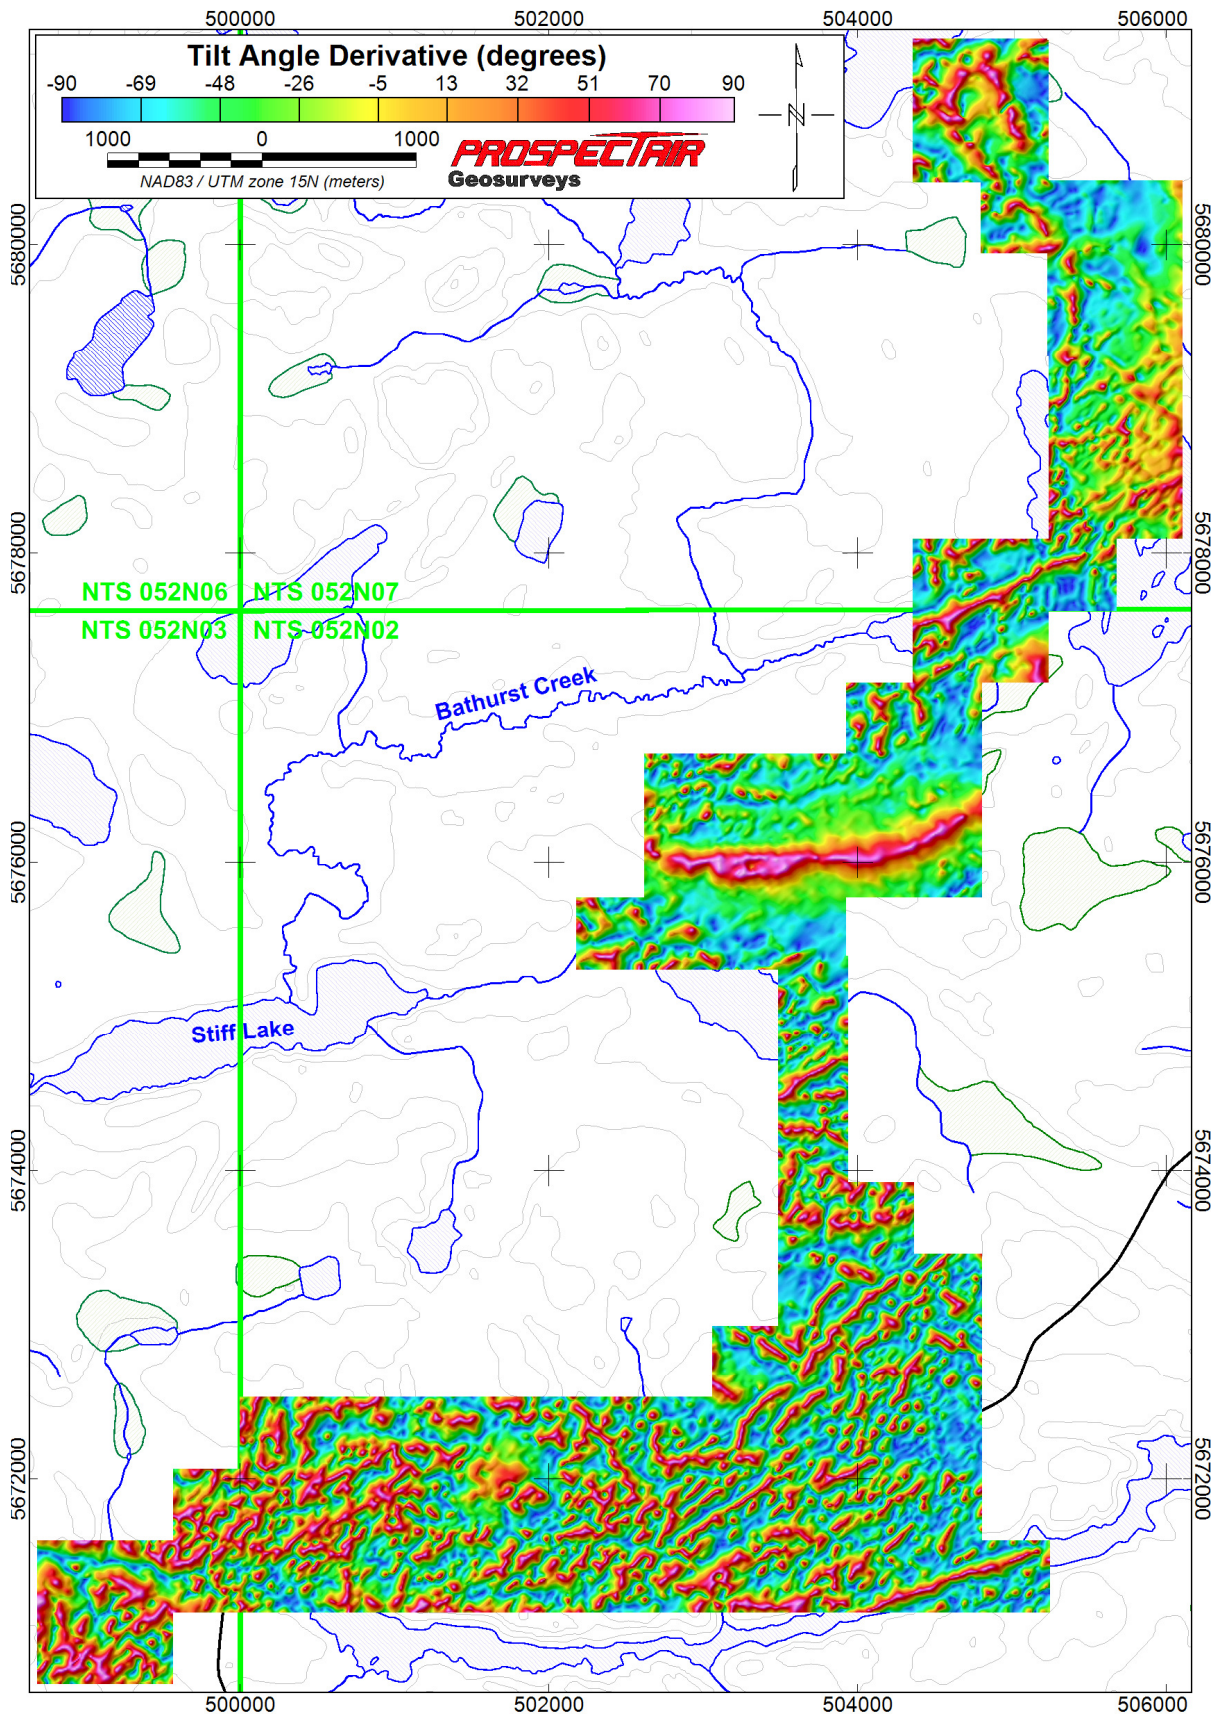 500000 502000 504000 506000
Tilt Angle Derivative (degrees)
-90 -69 -48 -26 -5 13 32 51 70 90
1000 0 1000
NAD83 / UTM zone 15N (meters)
PROSPECTAIR
Geosurveys
N
5680000 5680000
5678000 5678000
NTS 052N06 NTS 052N07
NTS 052N03 NTS 052N02
Bathurst Creek
5676000 5676000
Stiff Lake
5674000 5674000
5672000 5672000
500000 502000 504000 506000